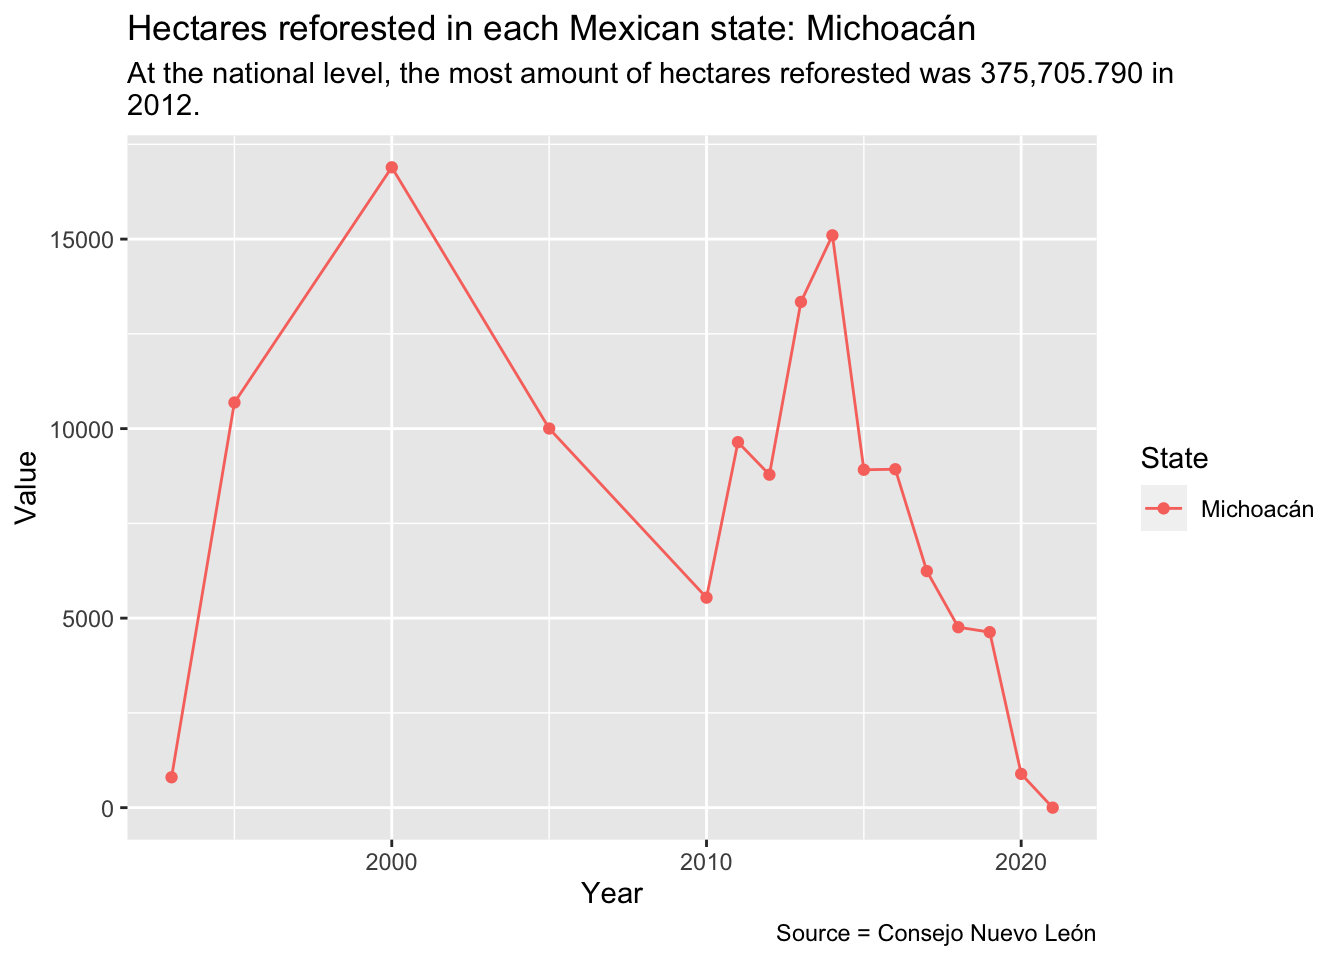 Hectares reforested in each Mexican state: Michoacán
At the national level, the most amount of hectares reforested was 375,705.790 in
2012.
15000
10000
5000
0
Value
2000
2010
2020
Year
State
Michoacán
Source = Consejo Nuevo León